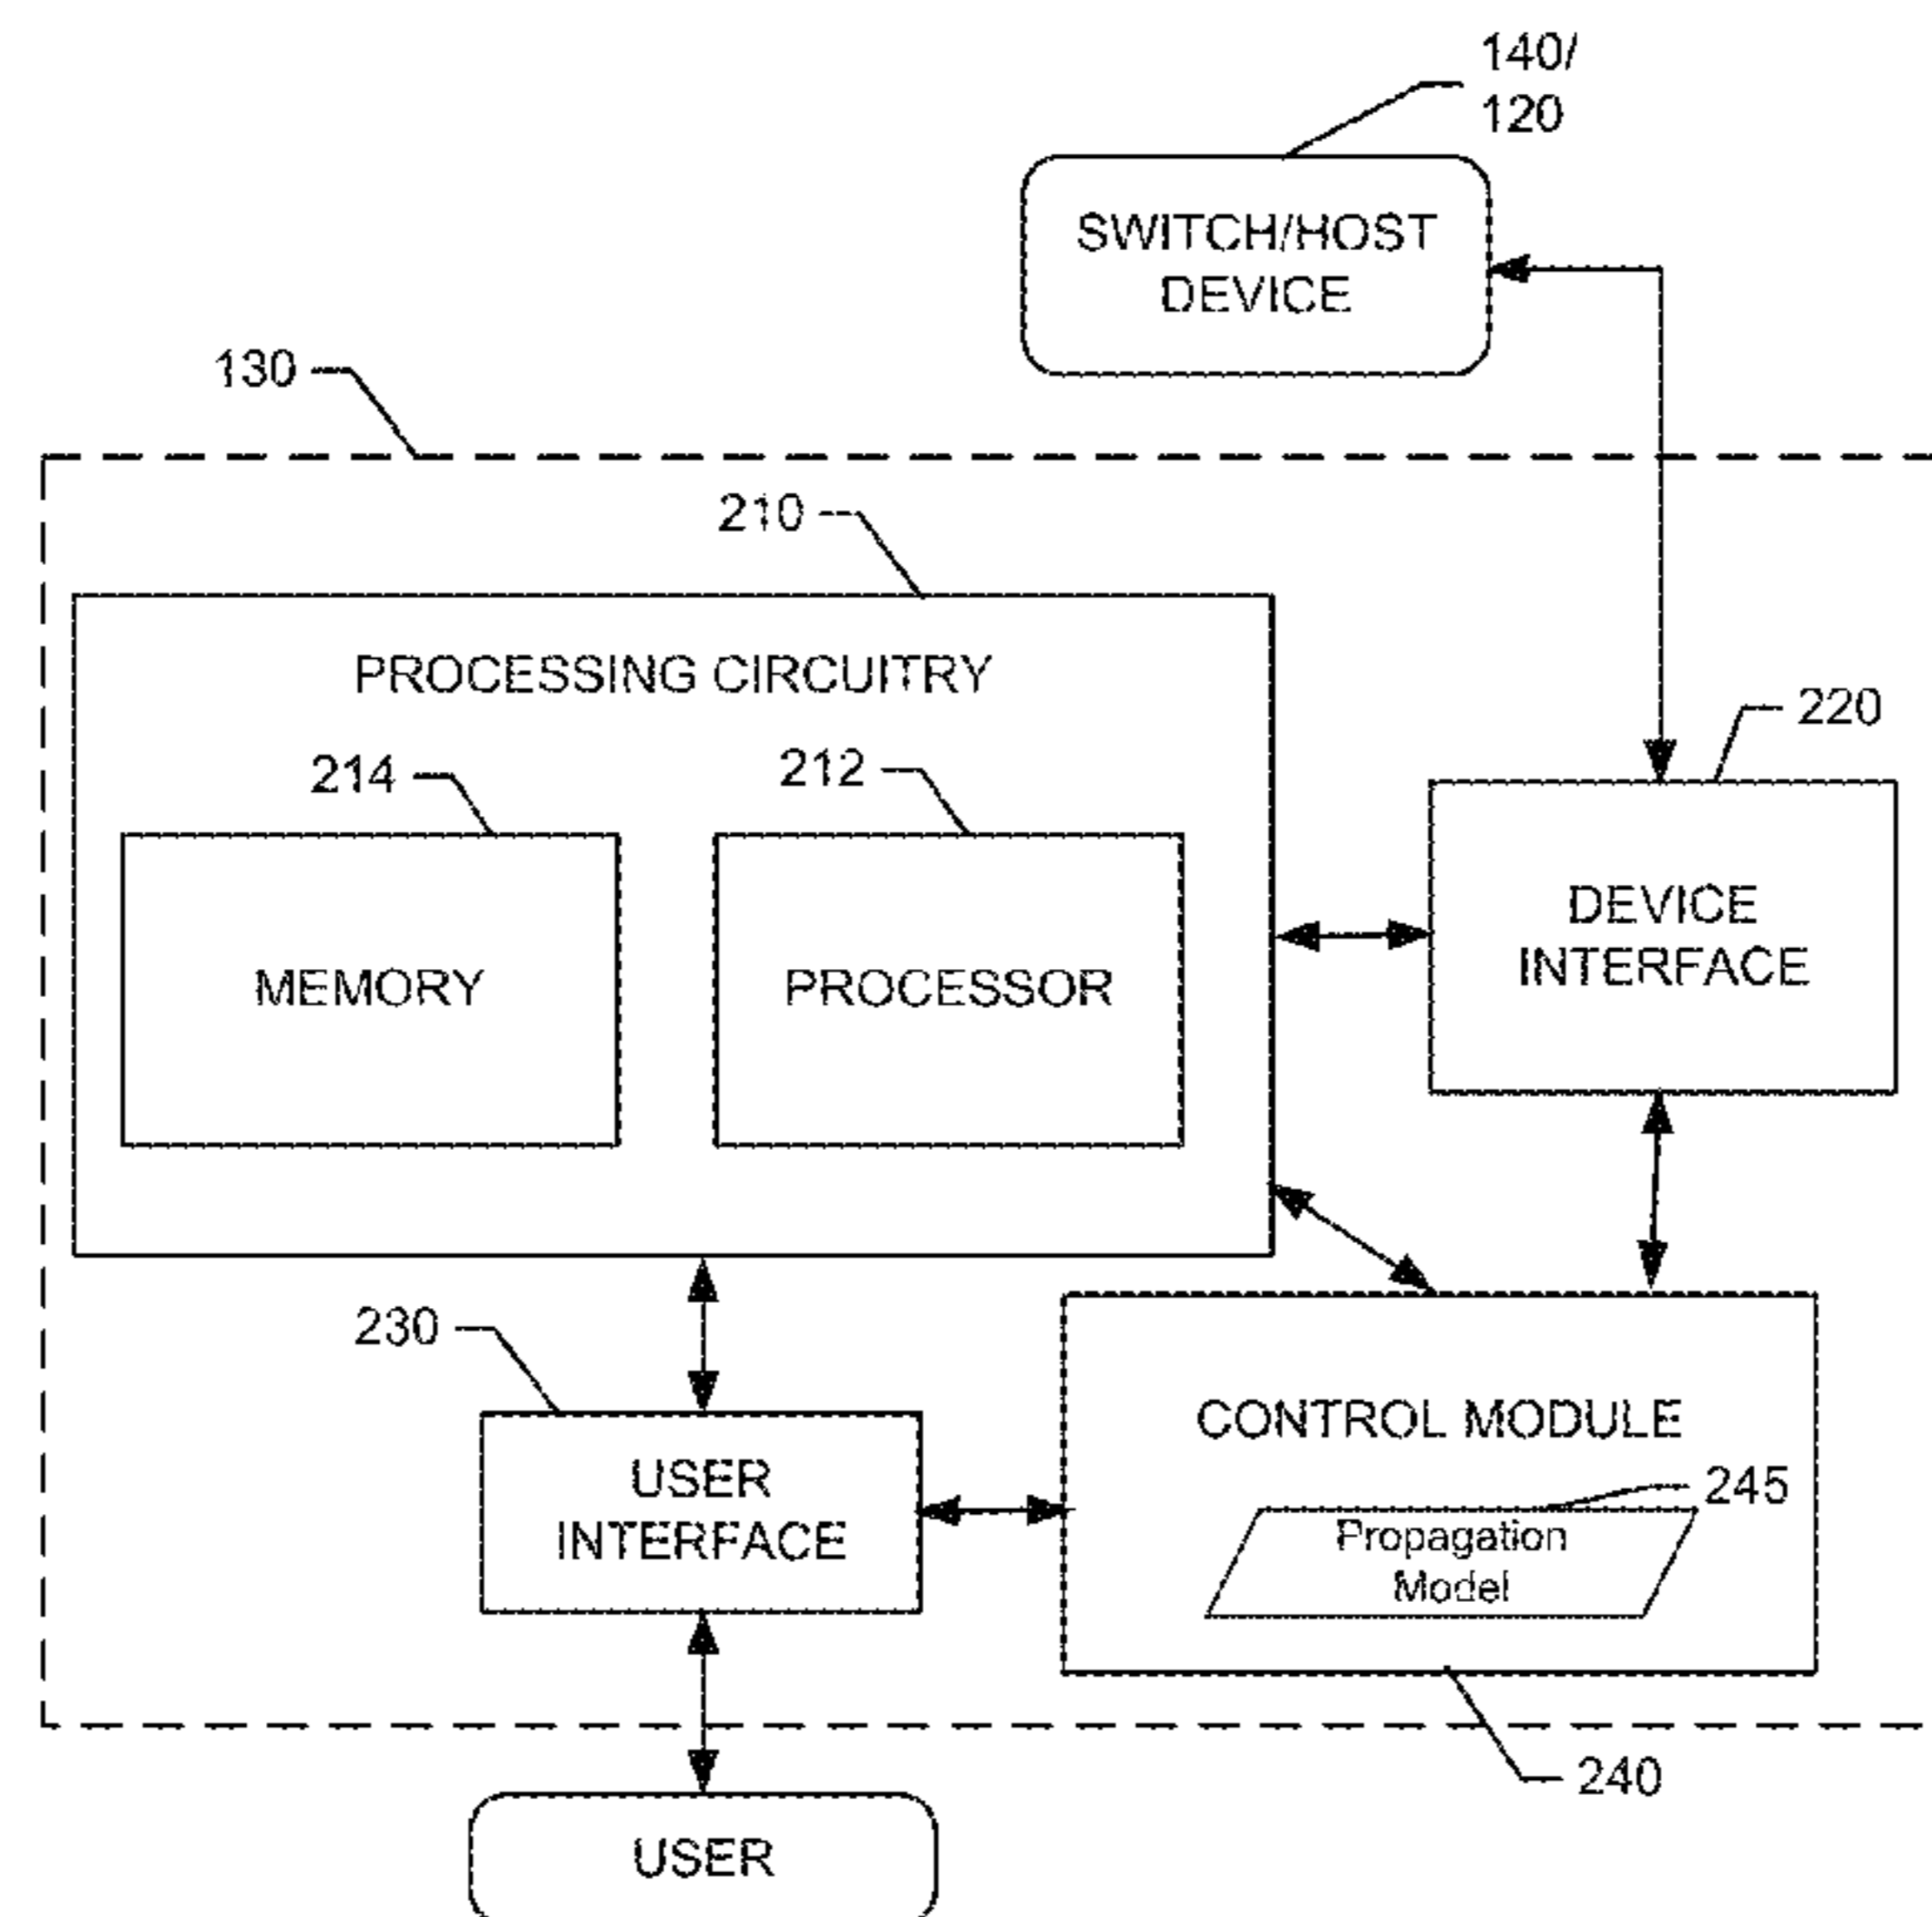 140/
120
SWITCH/HOST
DEVICE
130
210
PROCESSING CIRCUITRY
220
214
212
DEVICE
INTERFACE
MEMORY
PROCESSOR
230
CONTROL MODULE
USER
INTERFACE
245
Propagation
Model
240
USER